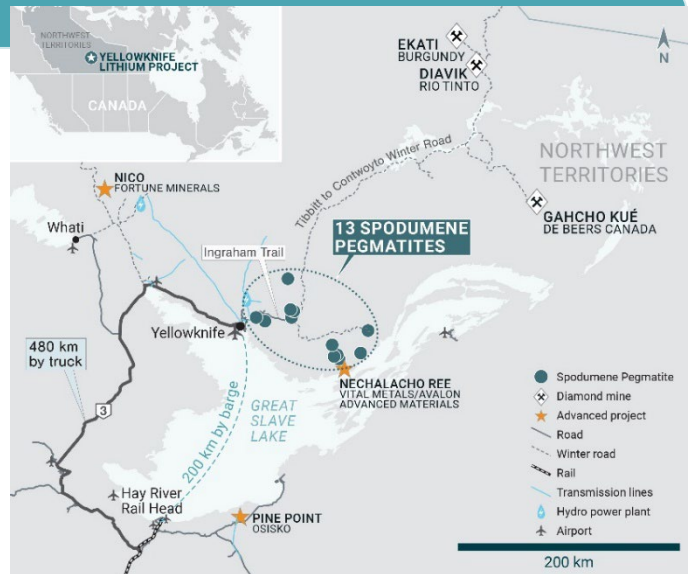 NORTHWEST
TERRITORIES
YELLOWKNIFE
LITHIUM PROJECT
CANADA
EKATI
BURGUNDY
DIAVIK
RIO TINTO
N
Tibbitt to Contwoyto Winter Road
NORTHWEST
TERRITORIES
NICO
FORTUNE MINERALS
GAHCHO KUÉ
DE BEERS CANADA
Whati
13 SPODUMENE
PEGMATITES
Ingraham Trail
Yellowknife
480 km
by truck
3
NECHALACHO REE
VITAL METALS/AVALON
ADVANCED MATERIALS
GREAT
SLAVE
LAKE
200 km by barge
Hay River
Rail Head
PINE POINT
OSISKO
Spodumene Pegmatite
Diamond mine
Advanced project
Road
Winter road
Rail
Transmission lines
Hydro power plant
Airport
200 km